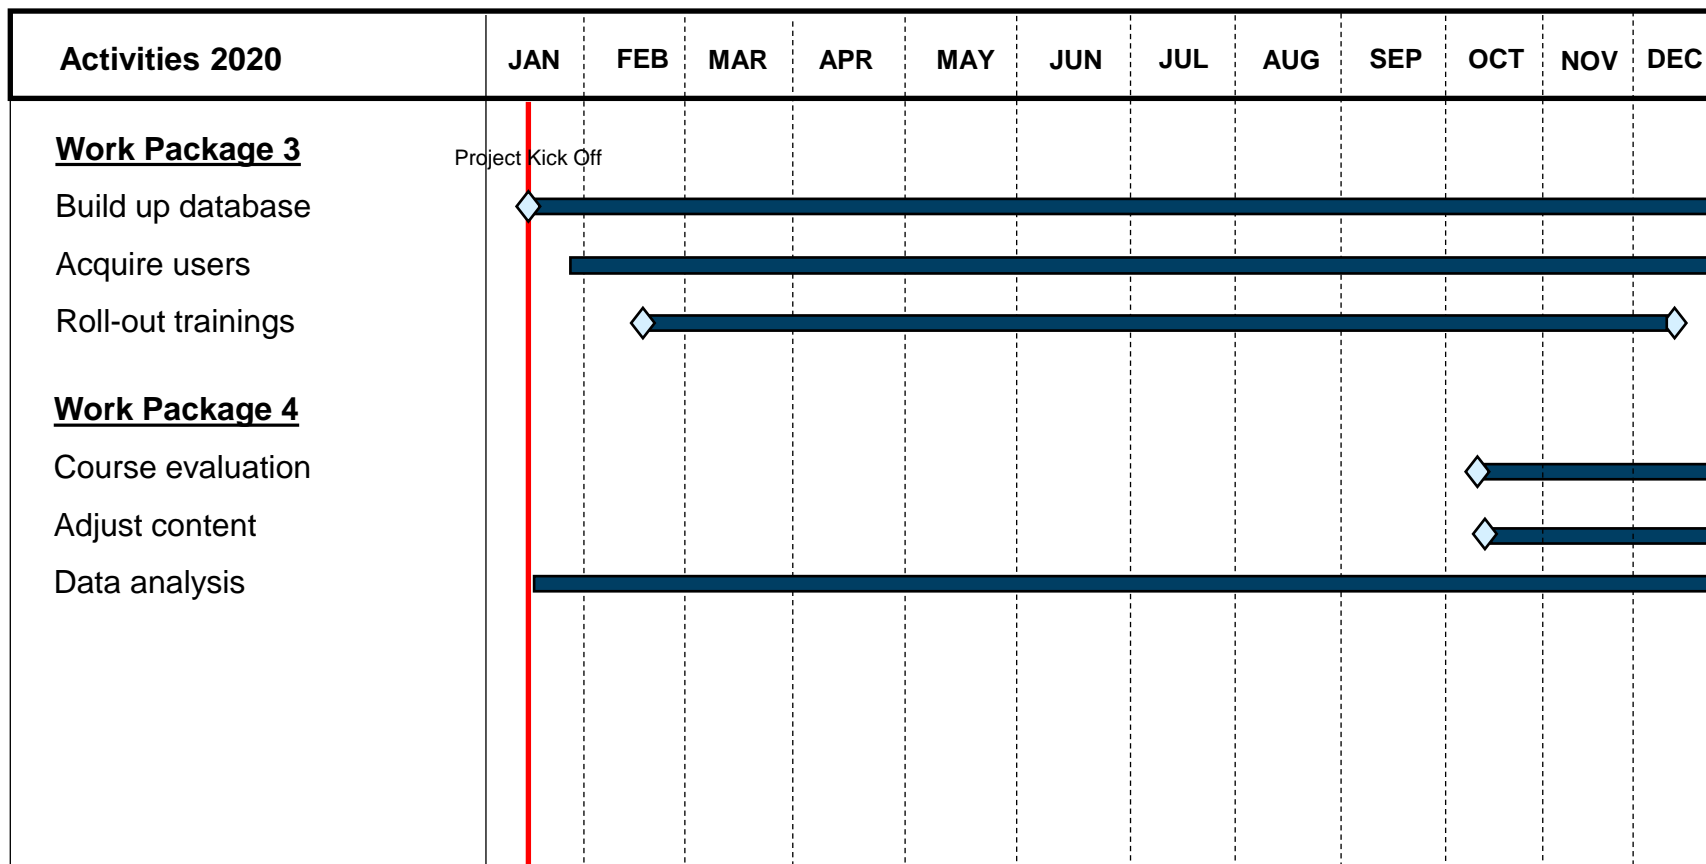 Activities 2020 JAN FEB MAR APR MAY JUN JUL AUG SEP OCT NOV DEC
Work Package 3
Project Kick Off
Build up database
Acquire users
Roll-out trainings
Work Package 4
Course evaluation
Adjust content
Data analysis